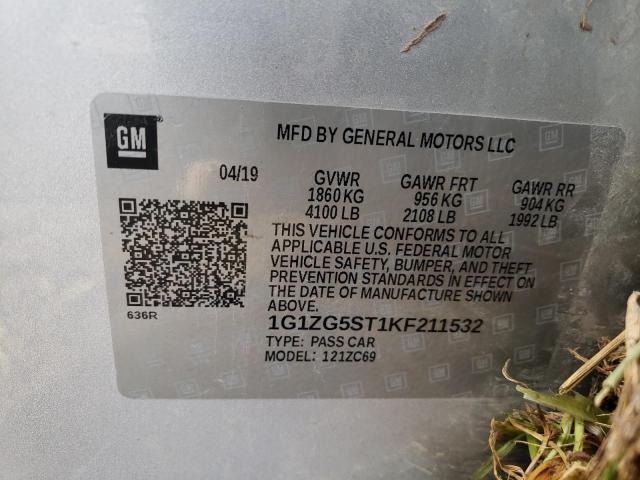 GM
MFD BY GENERAL MOTORS LLC
04/19 GVWR GAWR FRT GAWR RR
1860 KG 956 KG 904 KG
4100 LB 2108 LB 1992 LB
THIS VEHICLE CONFORMS TO ALL
APPLICABLE U.S. FEDERAL MOTOR
VEHICLE SAFETY, BUMPER, AND THEFT
PREVENTION STANDARDS IN EFFECT ON
THE DATE OF MANUFACTURE SHOWN
ABOVE.
636R
1G1ZG5ST1KF211532
TYPE: PASS CAR
MODEL: 121ZC69